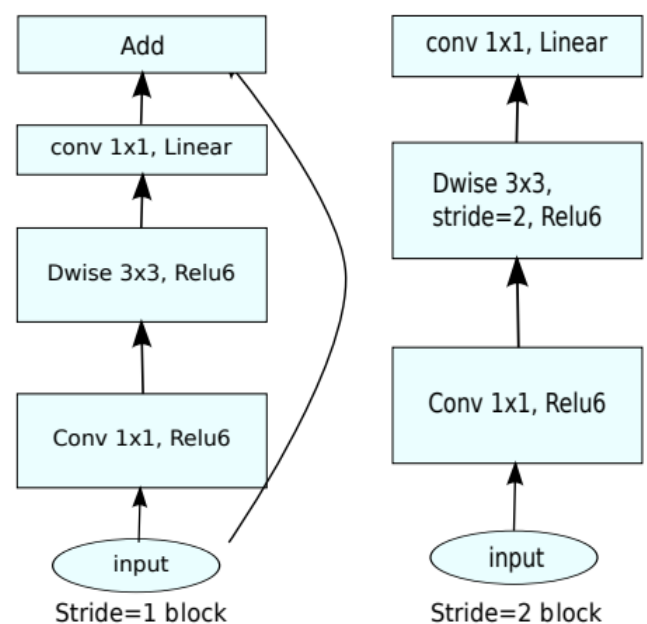 Add
conv 1x1, Linear
Dwise 3x3, Relu6
Conv 1x1, Relu6
input
Stride=1 block
conv 1x1, Linear
Dwise 3x3,
stride=2, Relu6
Conv 1x1, Relu6
input
Stride=2 block